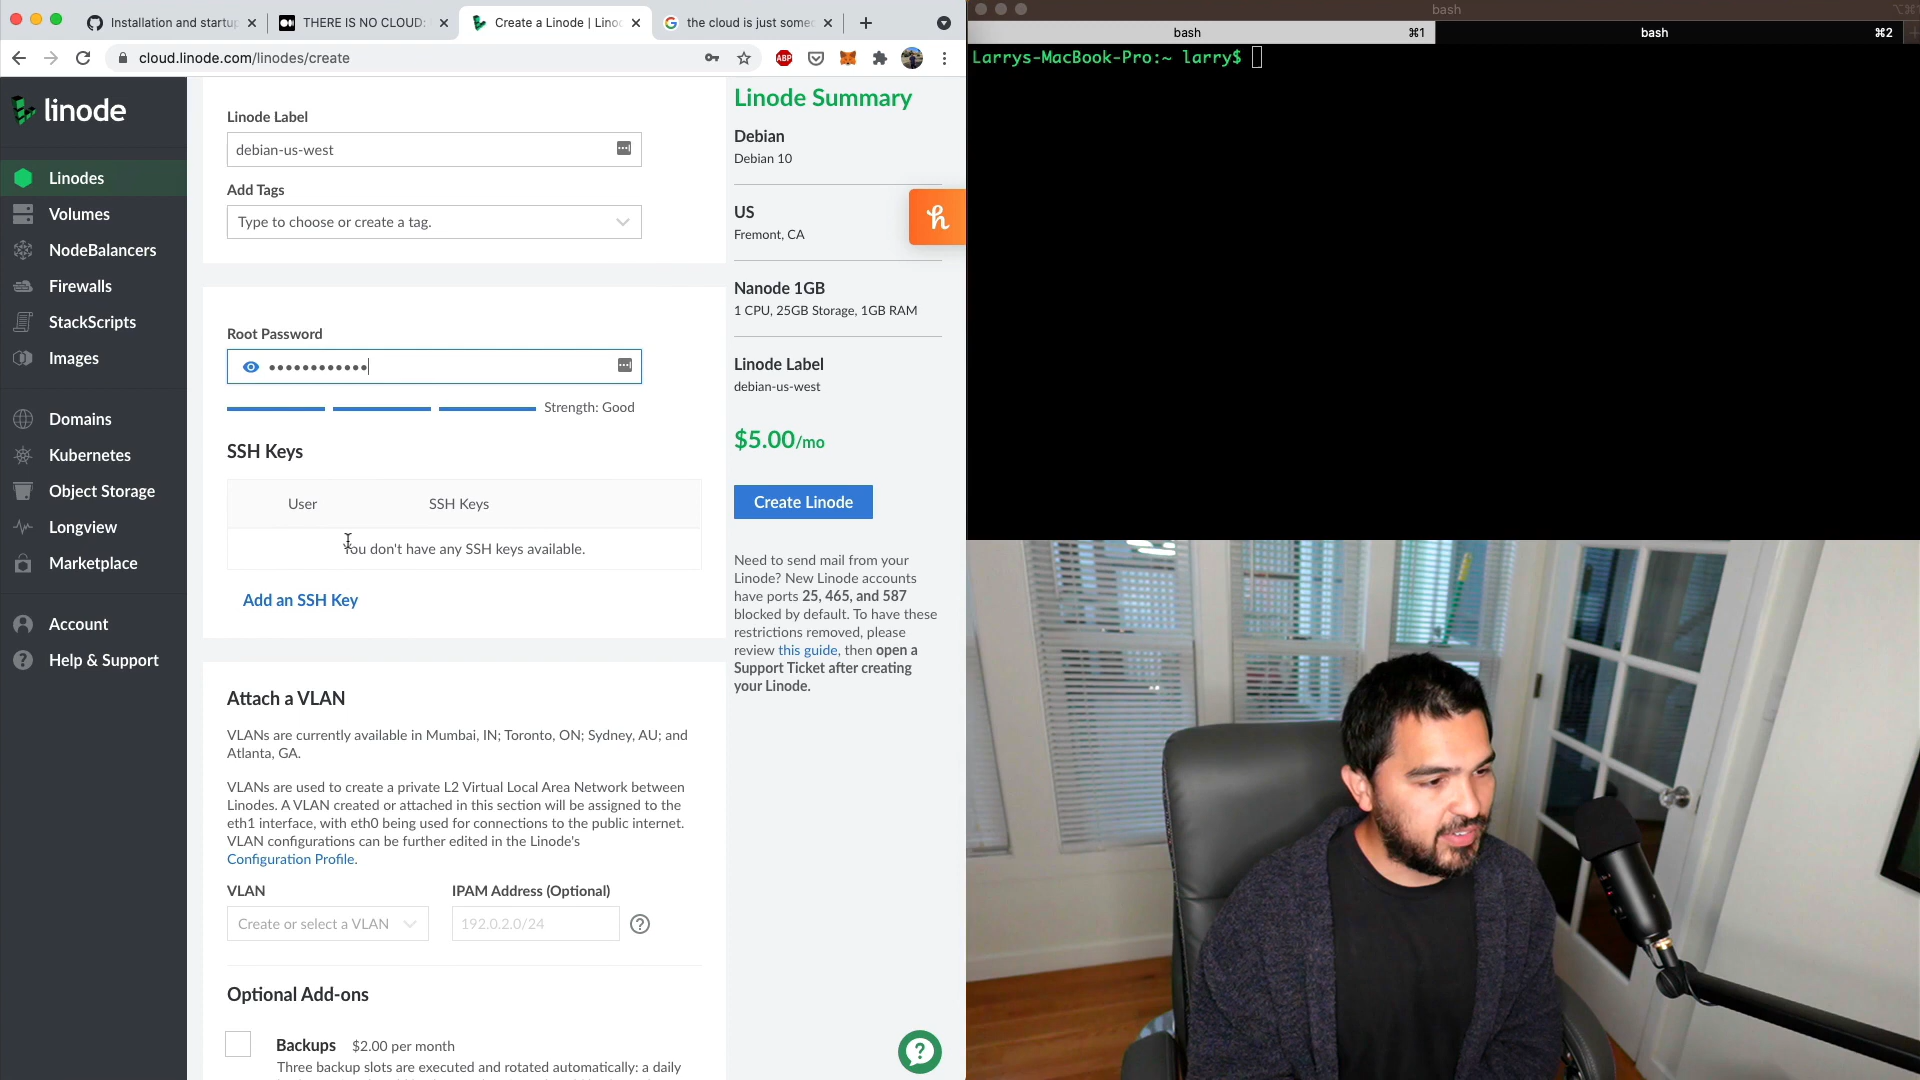 Installation and startup
THERE IS NO CLOUD:
Create a Linode | Linod
the cloud is just someo
cloud.linode.com/linodes/create
ABP
linode
Linodes
Volumes
NodeBalancers
Firewalls
StackScripts
Images
Domains
Kubernetes
Object Storage
Longview
Marketplace
Account
Help & Support
Linode Label
debian-us-west
Add Tags
Type to choose or create a tag.
Root Password
••••••••••••
Strength: Good
SSH Keys
User
SSH Keys
You don't have any SSH keys available.
Add an SSH Key
Attach a VLAN
VLANs are currently available in Mumbai, IN; Toronto, ON; Sydney, AU; and
Atlanta, GA.
VLANs are used to create a private L2 Virtual Local Area Network between
Linodes. A VLAN created or attached in this section will be assigned to the
eth1 interface, with eth0 being used for connections to the public internet.
VLAN configurations can be further edited in the Linode's
Configuration Profile.
VLAN
IPAM Address (Optional)
Create or select a VLAN
192.0.2.0/24
Optional Add-ons
Backups $2.00 per month
Three backup slots are executed and rotated automatically: a daily
Linode Summary
Debian
Debian 10
US
Fremont, CA
h
Nanode 1GB
1 CPU, 25GB Storage, 1GB RAM
Linode Label
debian-us-west
$5.00/mo
Create Linode
Need to send mail from your
Linode? New Linode accounts
have ports 25, 465, and 587
blocked by default. To have these
restrictions removed, please
review this guide, then open a
Support Ticket after creating
your Linode.
bash
bash ⌘1
bash ⌘2
Larrys-MacBook-Pro:~ larry$